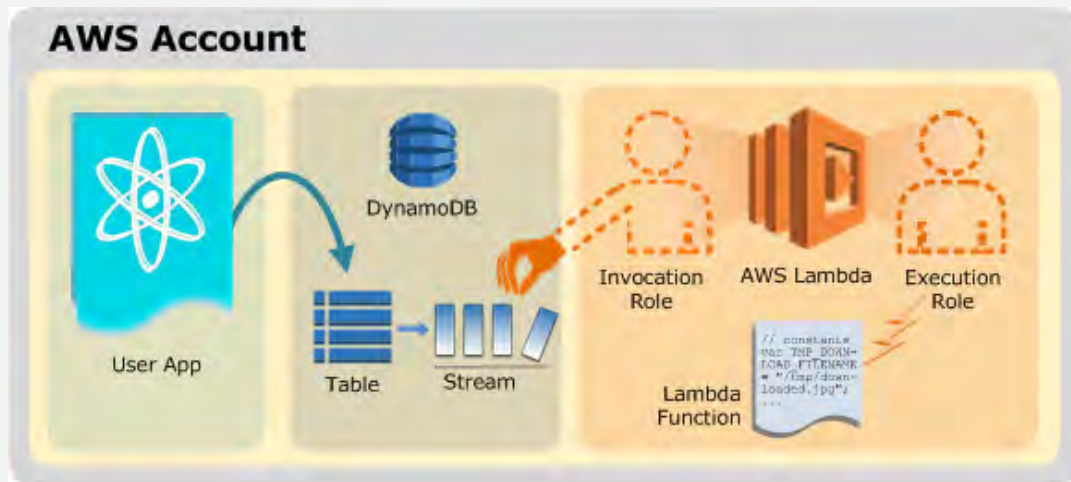 AWS Account
User App
DynamoDB
Table
Stream
Invocation
Role
AWS Lambda
Execution
Role
Lambda
Function
// constants
var TMP_DOWN-
LOAD_FILENAME
= "/tmp/down-
loaded.jpg";
...